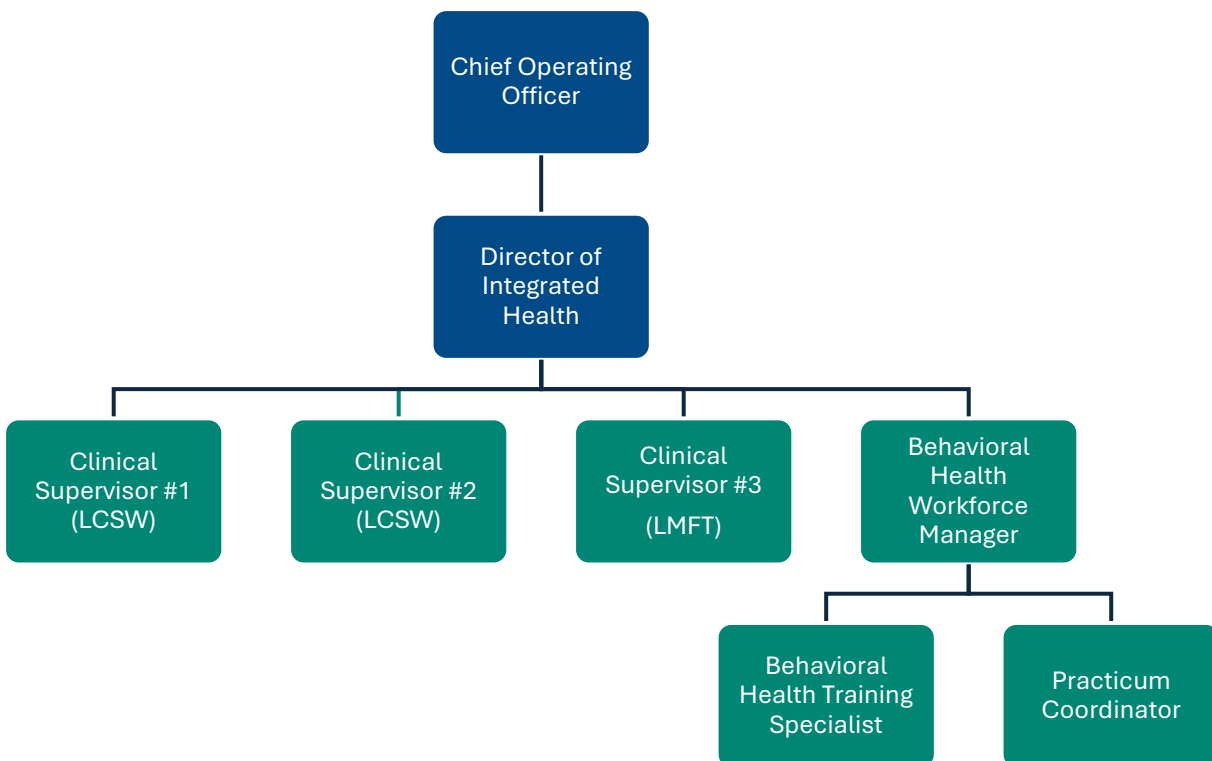 Chief Operating
Officer
Director of
Integrated
Health
Clinical
Supervisor #1
(LCSW)
Clinical
Supervisor #2
(LCSW)
Clinical
Supervisor #3
(LMFT)
Behavioral
Health
Workforce
Manager
Behavioral
Health Training
Specialist
Practicum
Coordinator